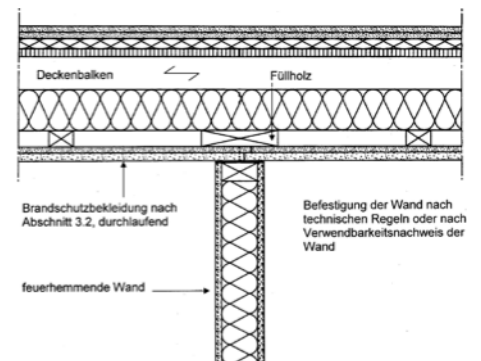 Deckenbalken
Füllholz
Brandschutzbekleidung nach
Abschnitt 3.2, durchlaufend
Befestigung der Wand nach
technischen Regeln oder nach
Verwendbarkeitsnachweis der
Wand
feuerhemmende Wand